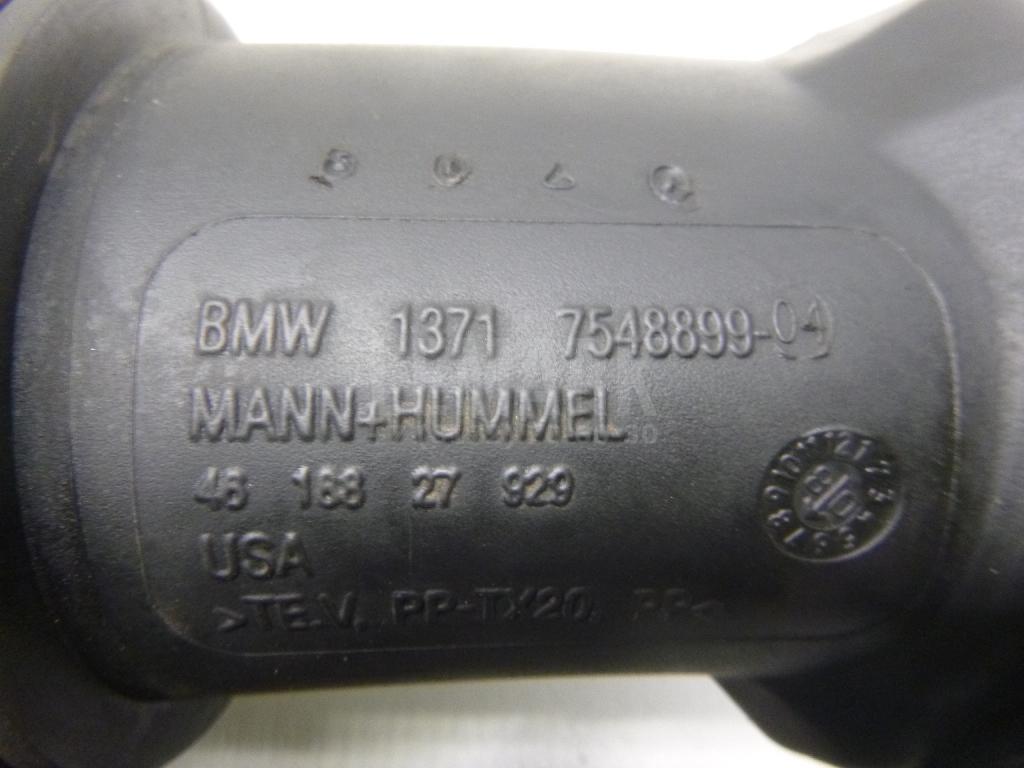 BMW 1371 7548899-04
MANN+HUMMEL
46 168 27 929
USA
>TE.V, PP-TX20, PP<